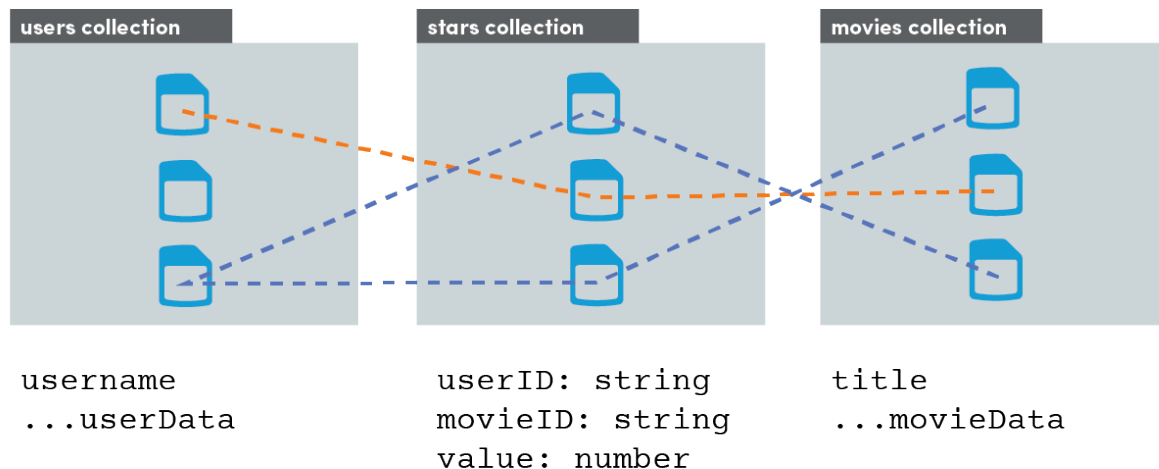 users collection
stars collection
movies collection
username
...userData
userID: string
movieID: string
value: number
title
...movieData